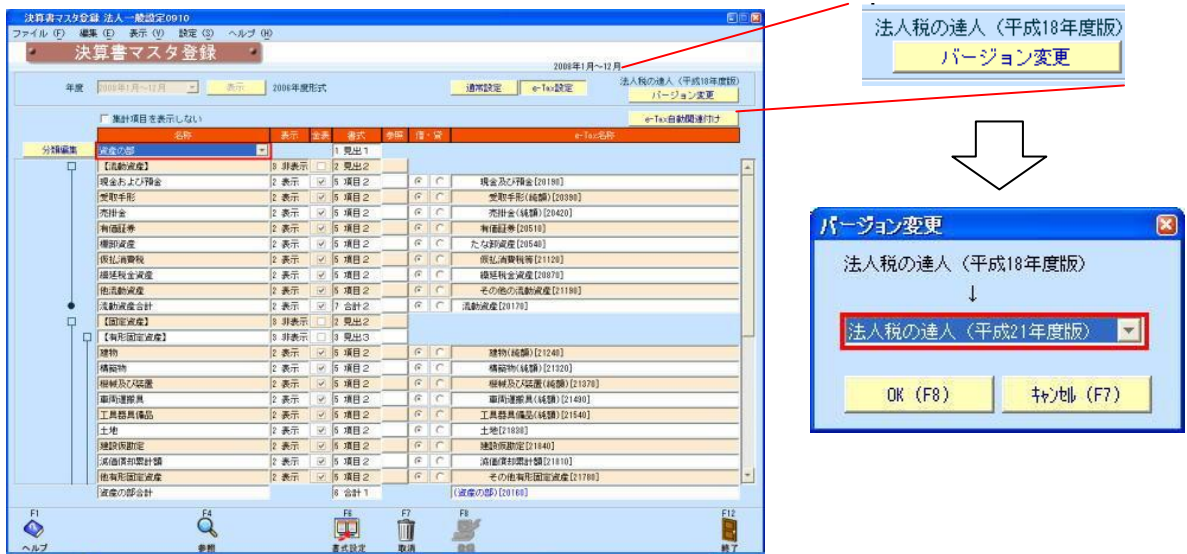 決算書マスタ登録 法人一般設定0910
ファイル(F) 編集(E) 表示(V) 設定(S) ヘルプ(H)
決算書マスタ登録
2008年1月~12月
年度 2008年1月~12月 表示 2006年度形式 通常設定 e-Tax設定
法人税の達人(平成18年度版)
バージョン変更
集計項目を表示しない e-Tax自動関連付け
名称 表示 金表 書式 参照 借・貸 e-Tax名称
分類編集 資産の部 1 見出1
【流動資産】 3 非表示 2 見出2
現金および預金 2 表示 5 項目2 現金及び預金[20190]
受取手形 2 表示 5 項目2 受取手形(純額)[20390]
売掛金 2 表示 5 項目2 売掛金(純額)[20420]
有価証券 2 表示 5 項目2 有価証券[20510]
棚卸資産 2 表示 5 項目2 たな卸資産[20540]
仮払消費税 2 表示 5 項目2 仮払消費税等[21120]
繰延税金資産 2 表示 5 項目2 繰延税金資産[20870]
他流動資産 2 表示 5 項目2 その他の流動資産[21190]
流動資産合計 2 表示 7 合計2 流動資産[20170]
【固定資産】 3 非表示 2 見出2
【有形固定資産】 3 非表示 3 見出3
建物 2 表示 5 項目2 建物(純額)[21240]
構築物 2 表示 5 項目2 構築物(純額)[21320]
機械及び装置 2 表示 5 項目2 機械及び装置(純額)[21370]
車両運搬具 2 表示 5 項目2 車両運搬具(純額)[21490]
工具器具備品 2 表示 5 項目2 工具器具備品(純額)[21540]
土地 2 表示 5 項目2 土地[21830]
建設仮勘定 2 表示 5 項目2 建設仮勘定[21840]
減価償却累計額 2 表示 5 項目2 減価償却累計額[21810]
他有形固定資産 2 表示 5 項目2 その他有形固定資産[21780]
資産の部合計 6 合計1 (資産の部)[20160]
F1 F4 F6 F7 F8 F12
ヘルプ 参照 書式設定 取消 登録 終了
法人税の達人(平成18年度版)
バージョン変更
バージョン変更
法人税の達人(平成18年度版)
↓
法人税の達人(平成21年度版)
OK (F8) キャンセル (F7)